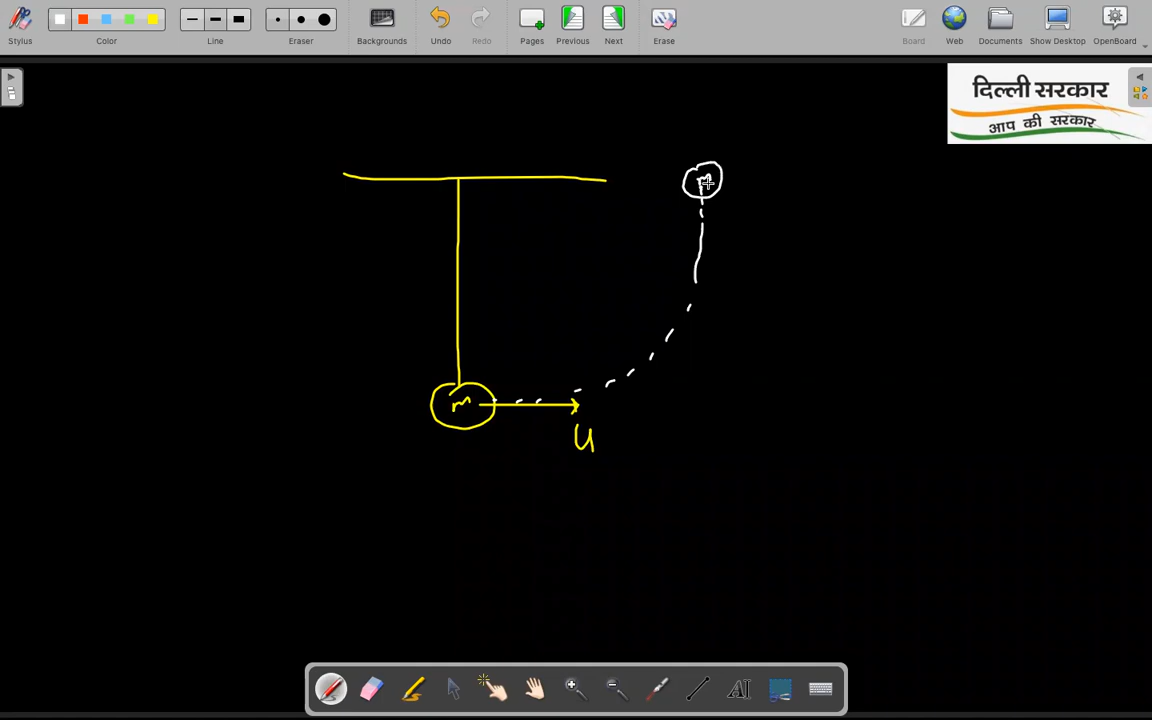 Stylus Color Line Eraser Backgrounds Undo Redo Pages Previous Next Erase Board Web Documents Show Desktop OpenBoard
दिल्ली सरकार
आप की सरकार
m
m
u
AI